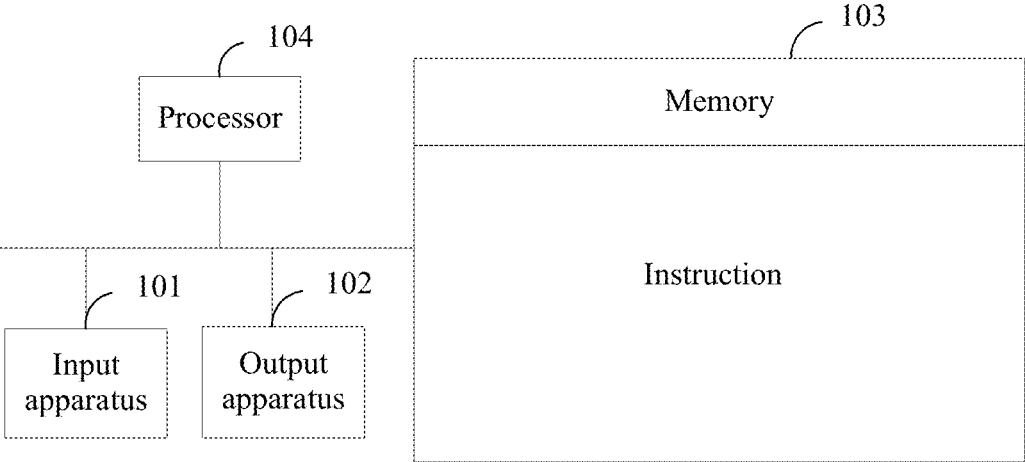 104
Processor
103
Memory
Instruction
101
Input
apparatus
102
Output
apparatus